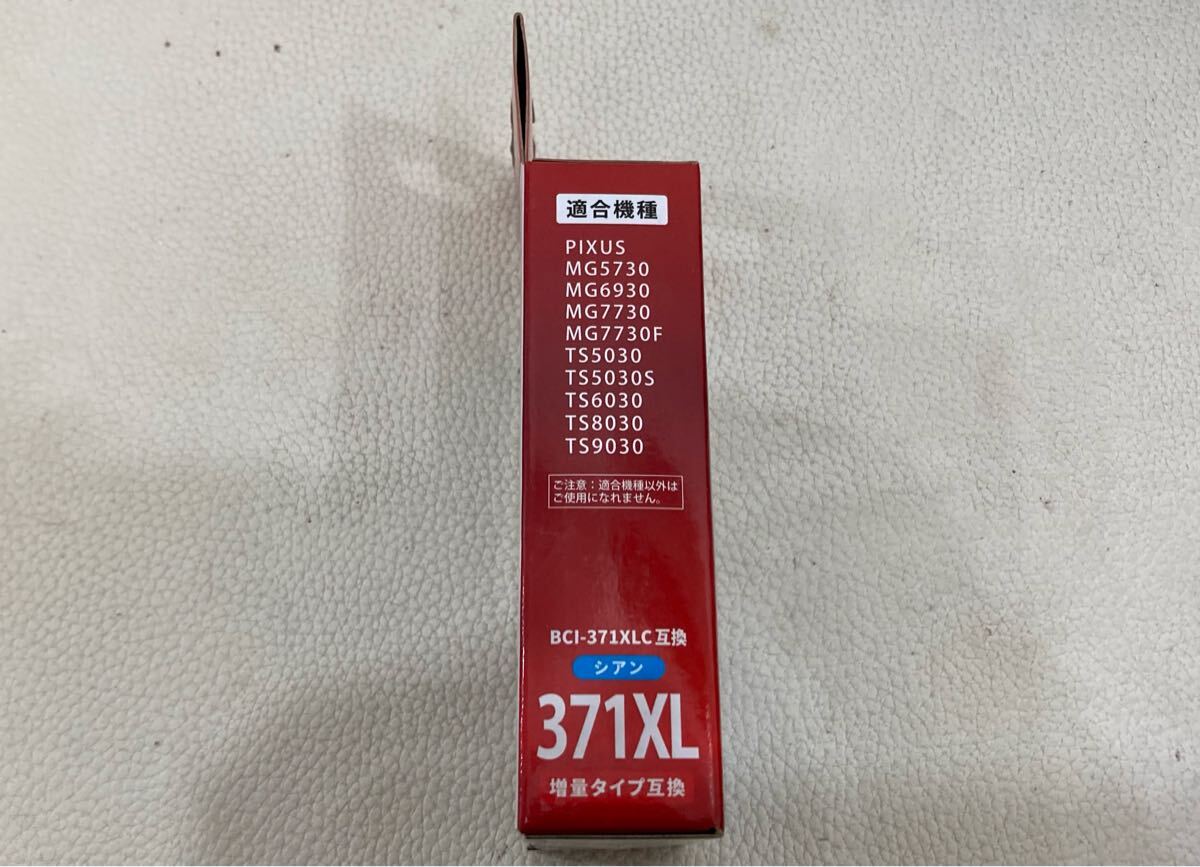 適合機種
PIXUS
MG5730
MG6930
MG7730
MG7730F
TS5030
TS5030S
TS6030
TS8030
TS9030
ご注意：適合機種以外は
ご使用になれません。
BCI-371XLC互換
シアン
371XL
増量タイプ互換